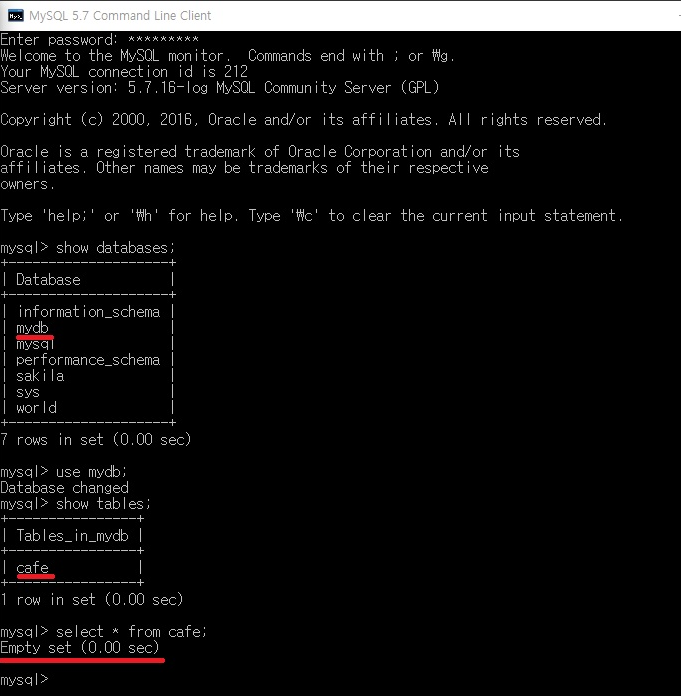 MySQL 5.7 Command Line Client
Enter password: *********
Welcome to the MySQL monitor.  Commands end with ; or ₩g.
Your MySQL connection id is 212
Server version: 5.7.16-log MySQL Community Server (GPL)
Copyright (c) 2000, 2016, Oracle and/or its affiliates. All rights reserved.
Oracle is a registered trademark of Oracle Corporation and/or its
affiliates. Other names may be trademarks of their respective
owners.
Type 'help;' or '₩h' for help. Type '₩c' to clear the current input statement.
mysql> show databases;
+--------------------+
| Database           |
+--------------------+
| information_schema |
| mydb               |
| mysql              |
| performance_schema |
| sakila             |
| sys                |
| world              |
+--------------------+
7 rows in set (0.00 sec)
mysql> use mydb;
Database changed
mysql> show tables;
+----------------+
| Tables_in_mydb |
+----------------+
| cafe           |
+----------------+
1 row in set (0.00 sec)
mysql> select * from cafe;
Empty set (0.00 sec)
mysql>